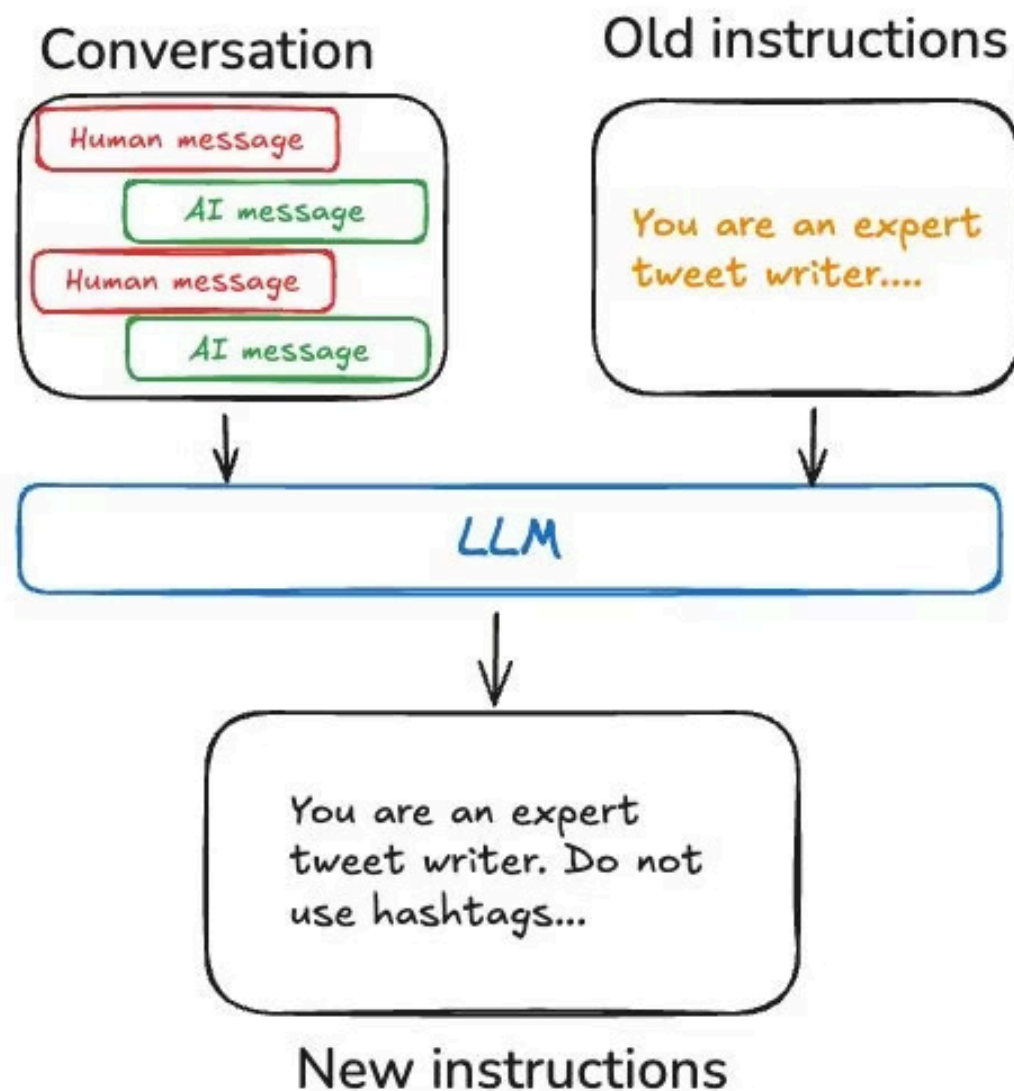 Conversation
Old instructions
Human message
AI message
Human message
AI message
You are an expert
tweet writer....
LLM
You are an expert
tweet writer. Do not
use hashtags...
New instructions